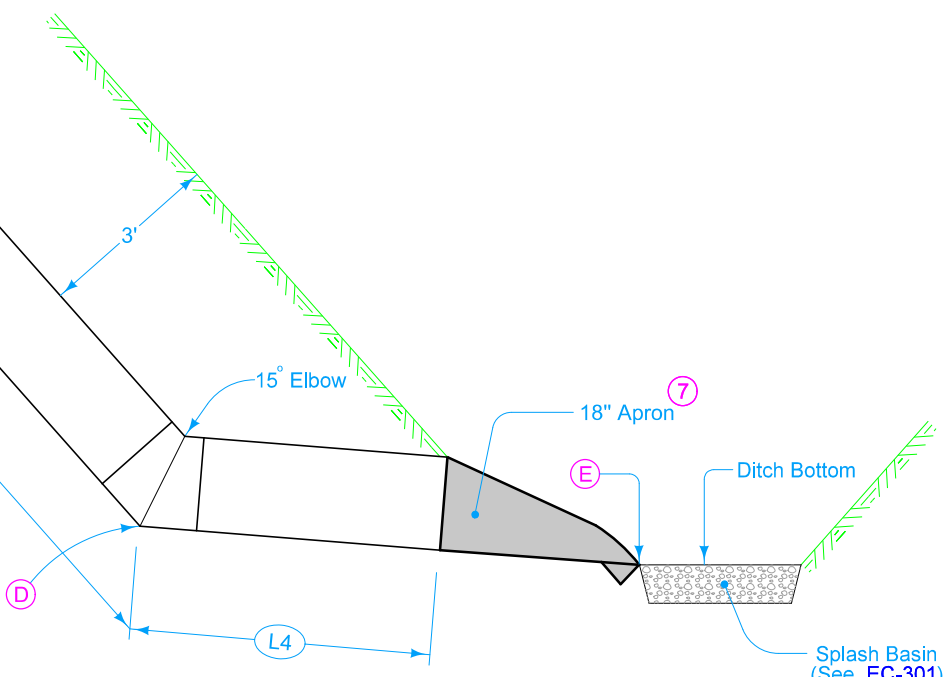 3'
15° Elbow
7
18" Apron
E
Ditch Bottom
D
L4
Splash Basin
(See EC-301)